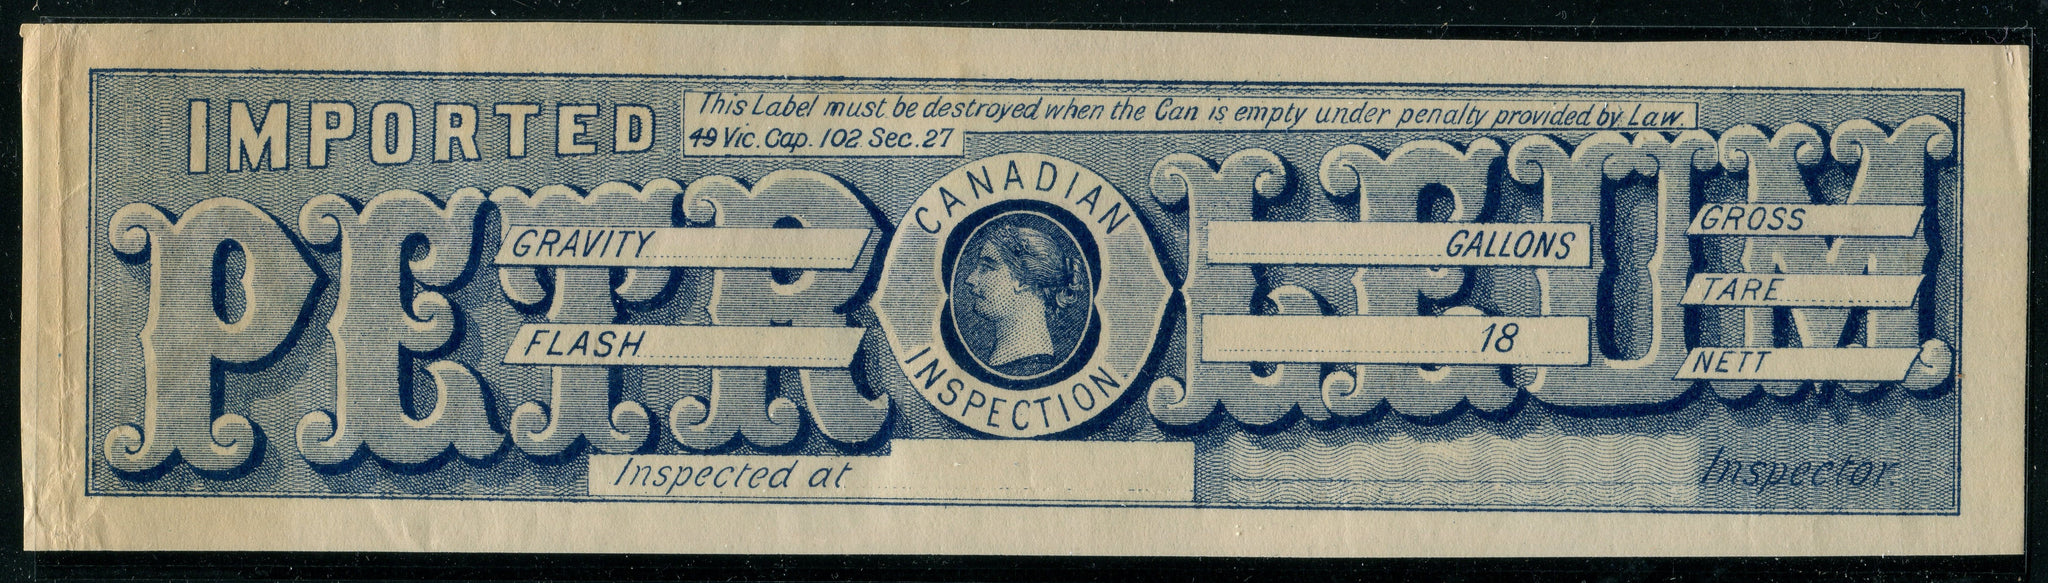 IMPORTED
This Label must be destroyed when the Can is empty under penalty provided by Law.
49 Vic. Cap. 102 Sec. 27
PETROLEUM.
CANADIAN
INSPECTION.
GRAVITY
FLASH
GALLONS
18
GROSS
TARE
NETT
Inspected at
Inspector.